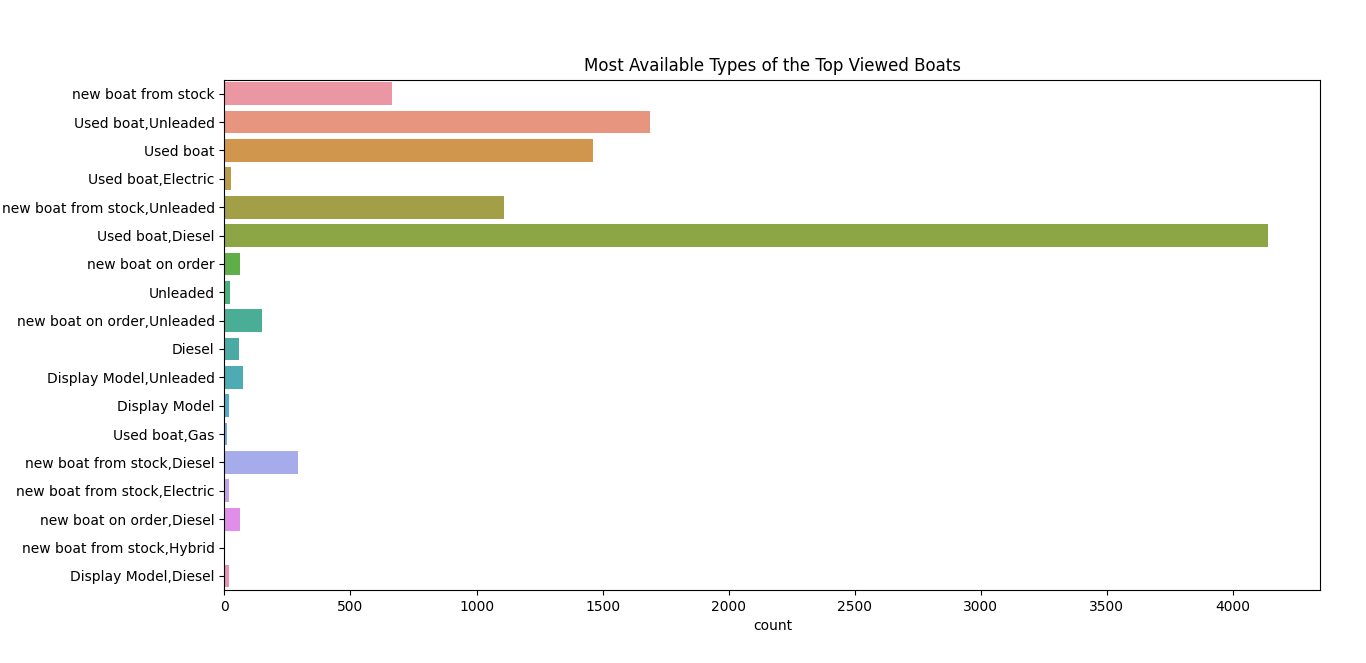 Most Available Types of the Top Viewed Boats
new boat from stock
Used boat,Unleaded
Used boat
Used boat,Electric
new boat from stock,Unleaded
Used boat,Diesel
new boat on order
Unleaded
new boat on order,Unleaded
Diesel
Display Model,Unleaded
Display Model
Used boat,Gas
new boat from stock,Diesel
new boat from stock,Electric
new boat on order,Diesel
new boat from stock,Hybrid
Display Model,Diesel
0 500 1000 1500 2000 2500 3000 3500 4000
count